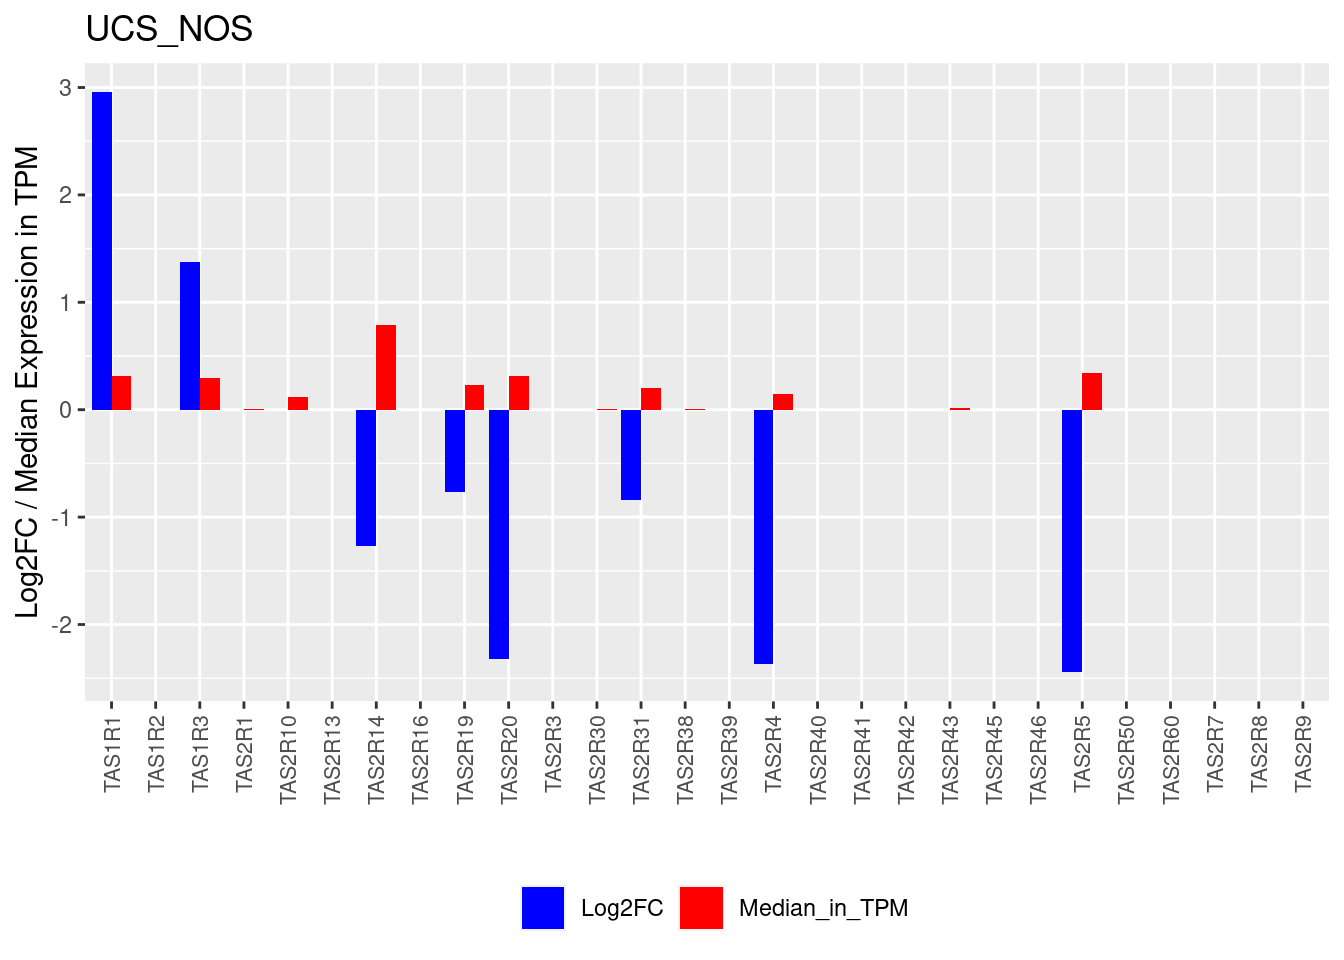 UCS_NOS
Log2FC / Median Expression in TPM
3
2
1
0
-1
-2
TAS1R1
TAS1R2
TAS1R3
TAS2R1
TAS2R10
TAS2R13
TAS2R14
TAS2R16
TAS2R19
TAS2R20
TAS2R3
TAS2R30
TAS2R31
TAS2R38
TAS2R39
TAS2R4
TAS2R40
TAS2R41
TAS2R42
TAS2R43
TAS2R45
TAS2R46
TAS2R5
TAS2R50
TAS2R60
TAS2R7
TAS2R8
TAS2R9
Log2FC
Median_in_TPM